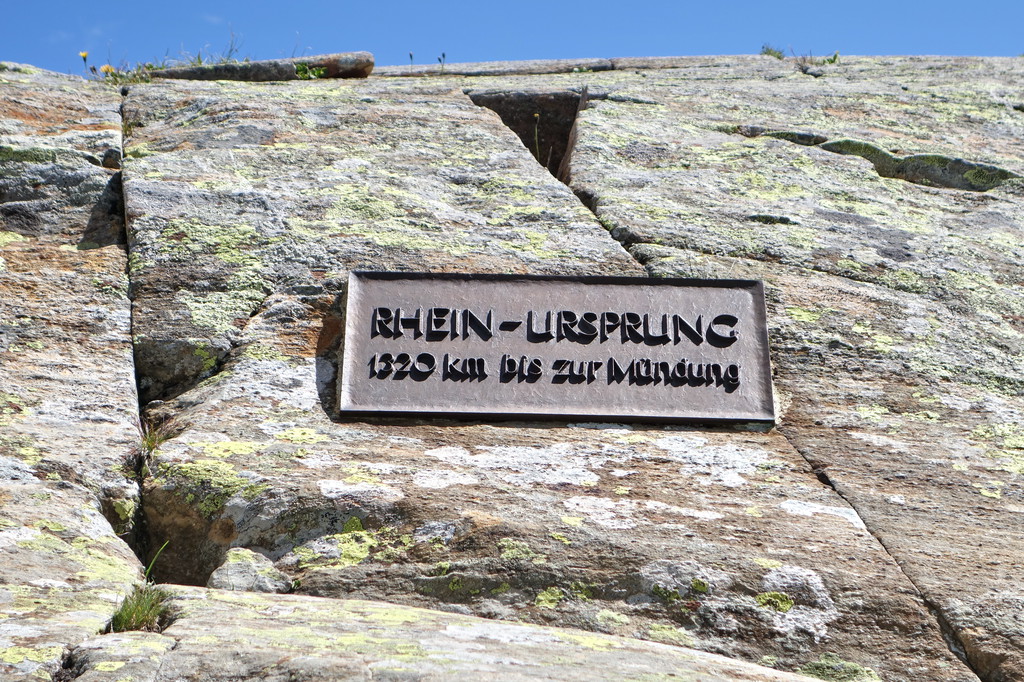 RHEIN-URSPRUNG
1320 km bis zur Mündung